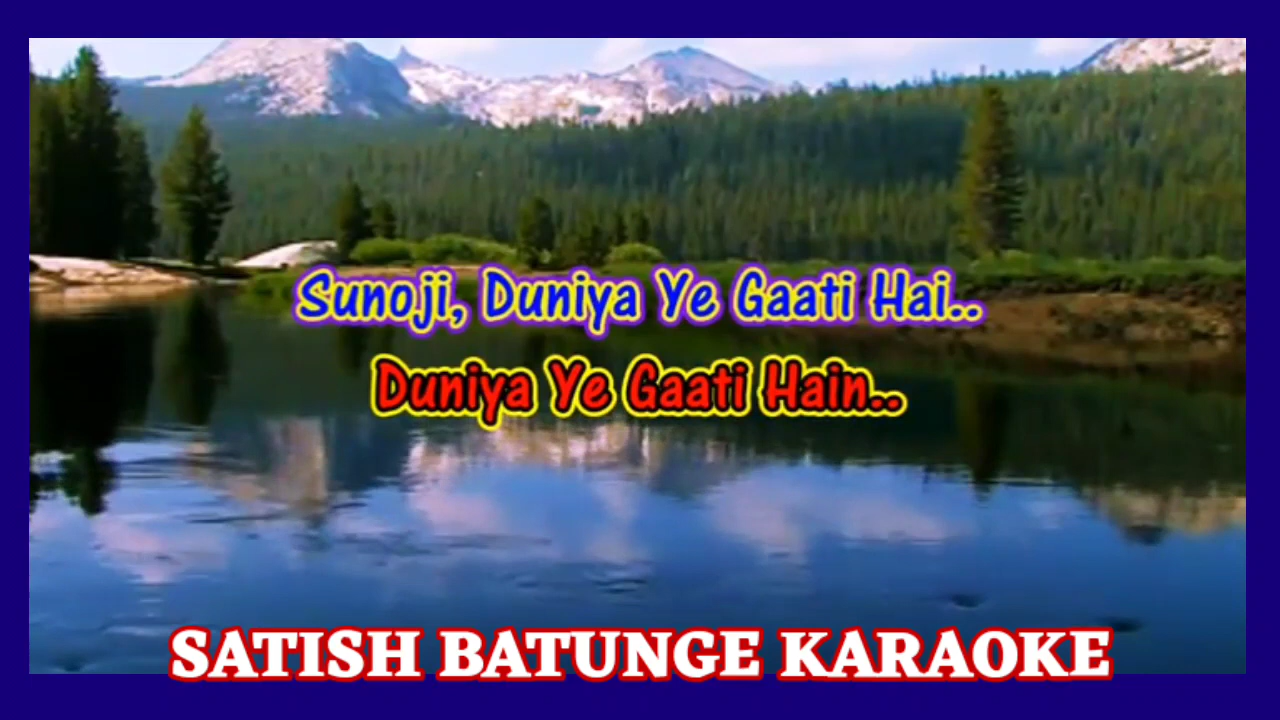 Sunoji, Duniya Ye Gaati Hai..
Duniya Ye Gaati Hain..
SATISH BATUNGE KARAOKE